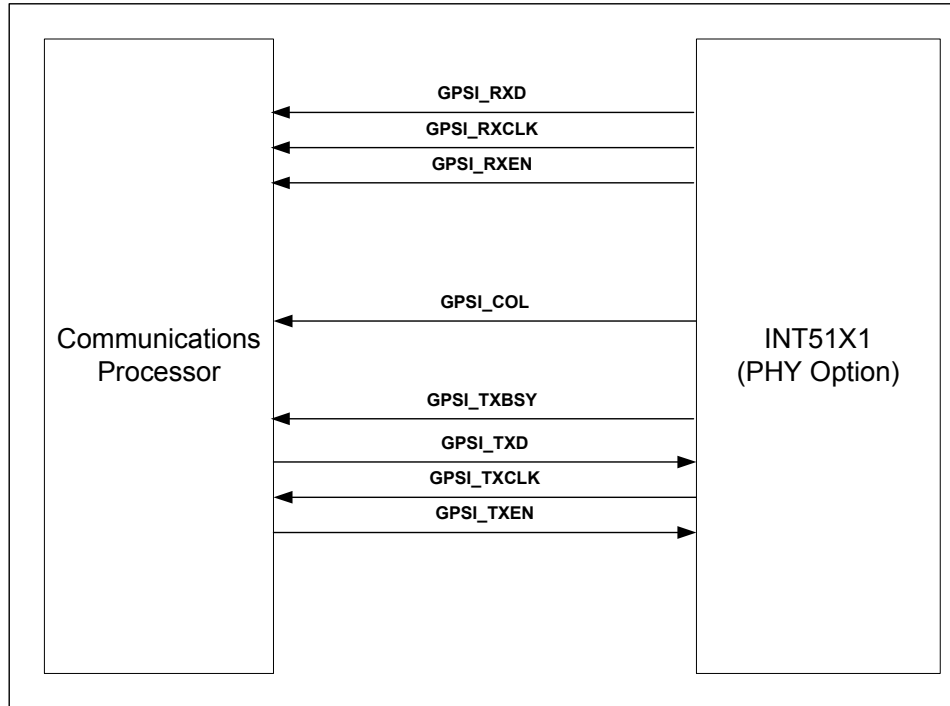 GPSI_RXD
GPSI_RXCLK
GPSI_RXEN
GPSI_COL
Communications
Processor
INT51X1
(PHY Option)
GPSI_TXBSY
GPSI_TXD
GPSI_TXCLK
GPSI_TXEN